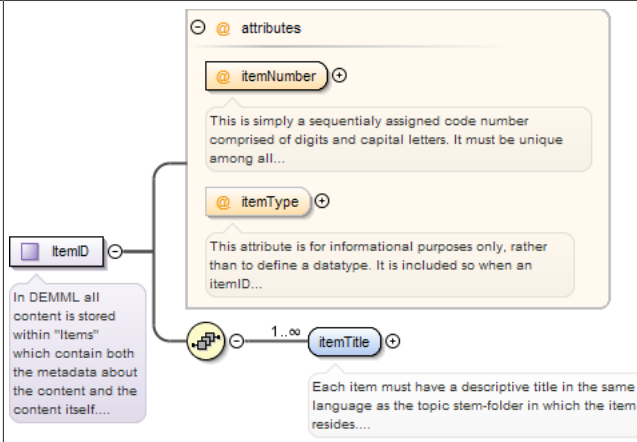 @ attributes
@ itemNumber
This is simply a sequentialy assigned code number
comprised of digits and capital letters. It must be unique
among all...
@ itemType
This attribute is for informational purposes only, rather
than to define a datatype. It is included so when an
itemID...
ItemID
In DEMML all
content is stored
within "Items"
which contain both
the metadata about
the content and the
content itself....
1..∞
itemTitle
Each item must have a descriptive title in the same
language as the topic stem-folder in which the item
resides....